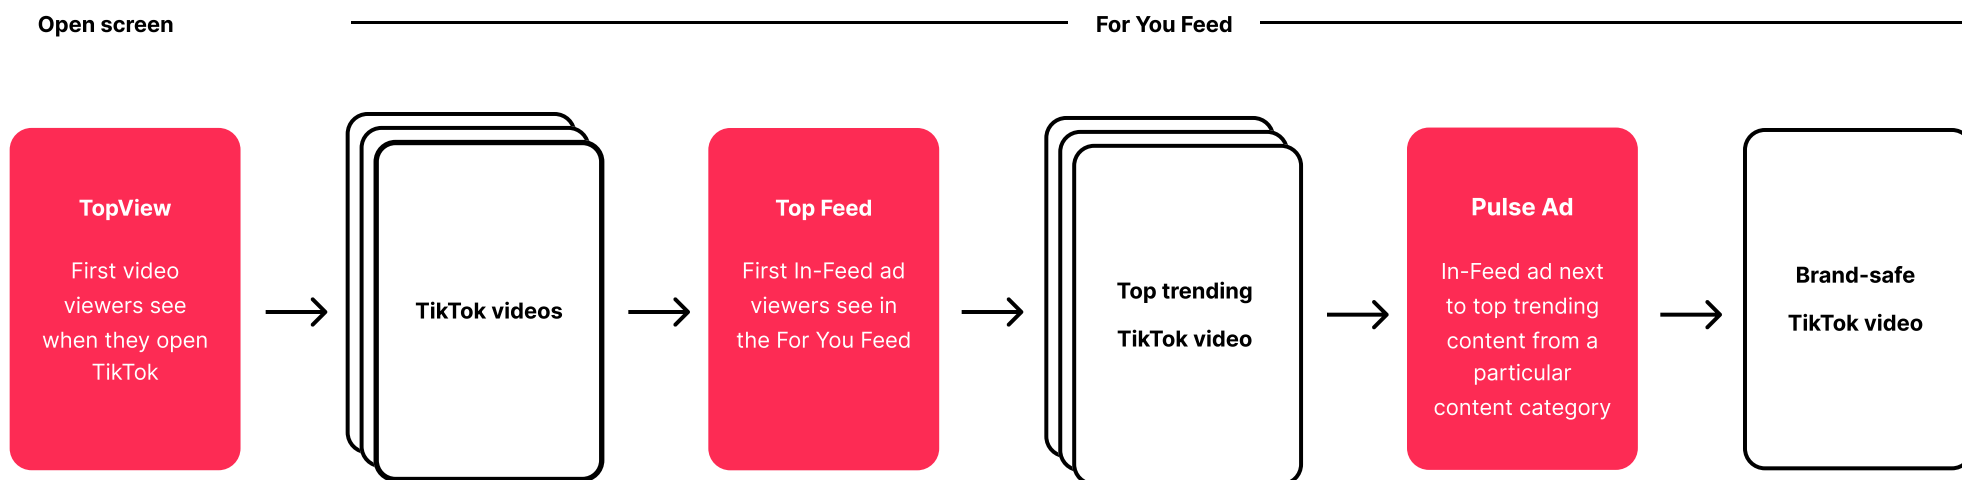 Open screen
For You Feed
TopView
First video
viewers see
when they open
TikTok
TikTok videos
Top Feed
First In-Feed ad
viewers see in
the For You Feed
Top trending
TikTok video
Pulse Ad
In-Feed ad next
to top trending
content from a
particular
content category
Brand-safe
TikTok video